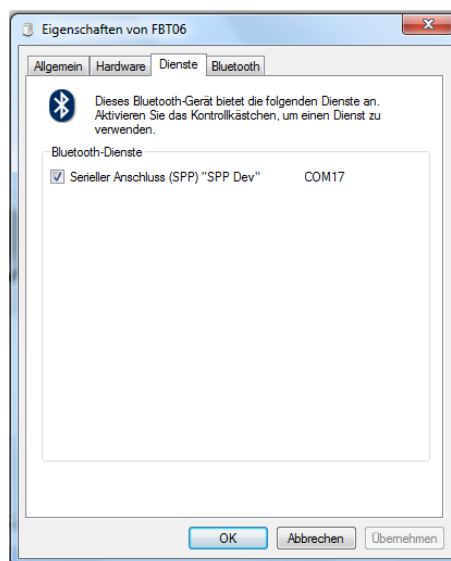 Eigenschaften von FBT06
Allgemein Hardware Dienste Bluetooth
Dieses Bluetooth-Gerät bietet die folgenden Dienste an.
Aktivieren Sie das Kontrollkästchen, um einen Dienst zu
verwenden.
Bluetooth-Dienste
Serieller Anschluss (SPP) "SPP Dev" COM17
OK Abbrechen Übernehmen